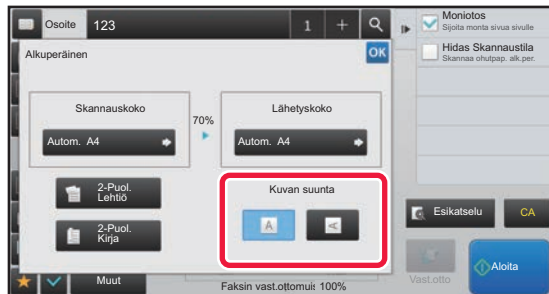 Osoite 123 1 +
Moniotos
Sijoita monta sivua sivulle
Hidas Skannaustila
Skannaa ohutpap. alk.per.
Alkuperäinen OK
Skannauskoko
Autom. A4
70%
Lähetyskoko
Autom. A4
2-Puol.
Lehtiö
2-Puol.
Kirja
Kuvan suunta
A A
Esikatselu
CA
Vast.otto
Aloita
Muut
Faksin vast.ottomui: 100%